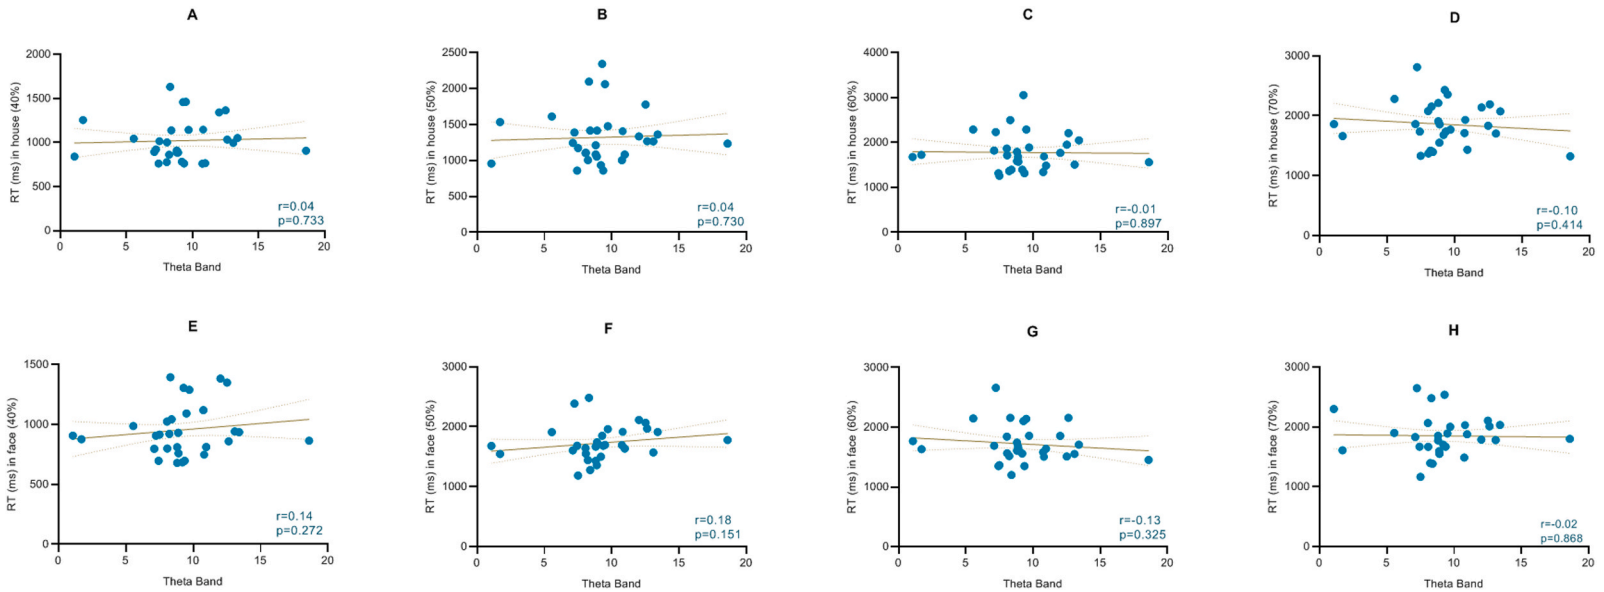 A
RT (ms) in house (40%)
2000
1500
1000
500
0
0 5 10 15 20
r=0.04
p=0.733
Theta Band
B
RT (ms) in house (50%)
2500
2000
1500
1000
500
0
0 5 10 15 20
r=0.04
p=0.730
Theta Band
C
RT (ms) in house (60%)
4000
3000
2000
1000
0
0 5 10 15 20
r=-0.01
p=0.897
Theta Band
D
RT (ms) in house (70%)
3000
2000
1000
0
0 5 10 15 20
r=-0.10
p=0.414
Theta Band
E
RT (ms) in face (40%)
1500
1000
500
0
0 5 10 15 20
r=0.14
p=0.272
Theta Band
F
RT (ms) in face (50%)
3000
2000
1000
0
0 5 10 15 20
r=0.18
p=0.151
Theta Band
G
RT (ms) in face (60%)
3000
2000
1000
0
0 5 10 15 20
r=-0.13
p=0.325
Theta Band
H
RT (ms) in face (70%)
3000
2000
1000
0
0 5 10 15 20
r=-0.02
p=0.868
Theta Band